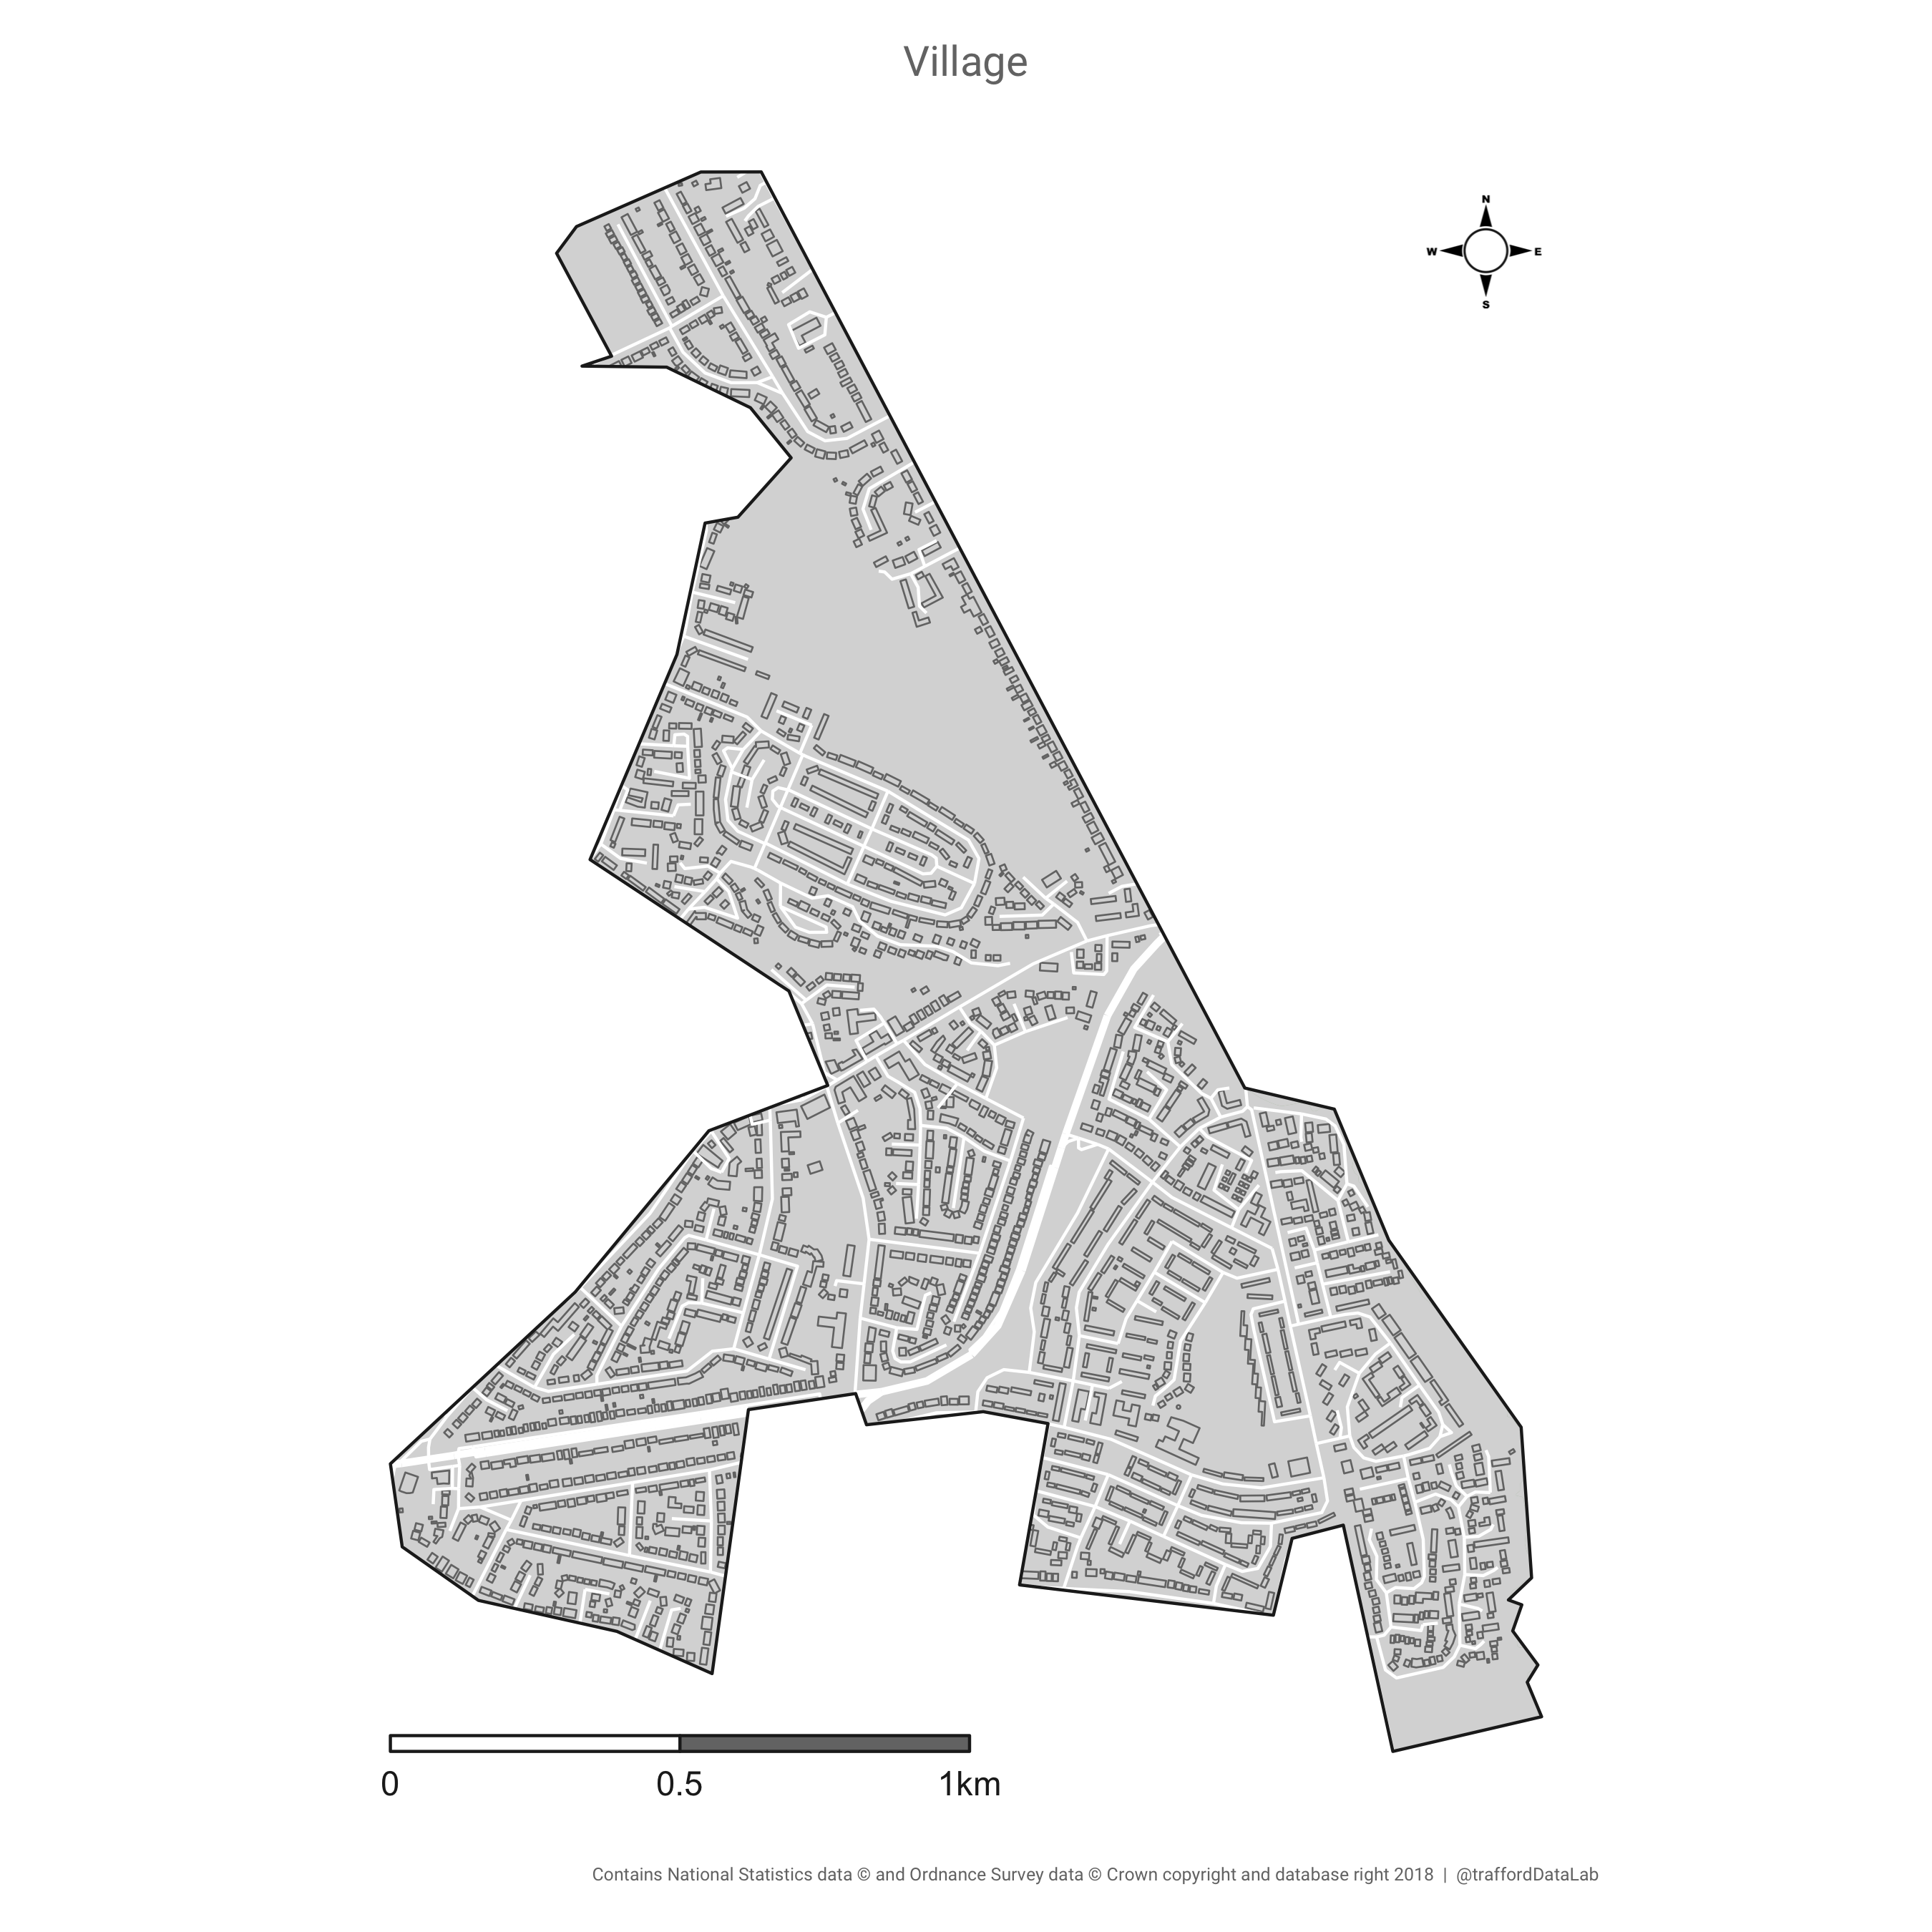 Village
N
W E
S
0 0.5 1km
Contains National Statistics data © and Ordnance Survey data © Crown copyright and database right 2018 | @traffordDataLab